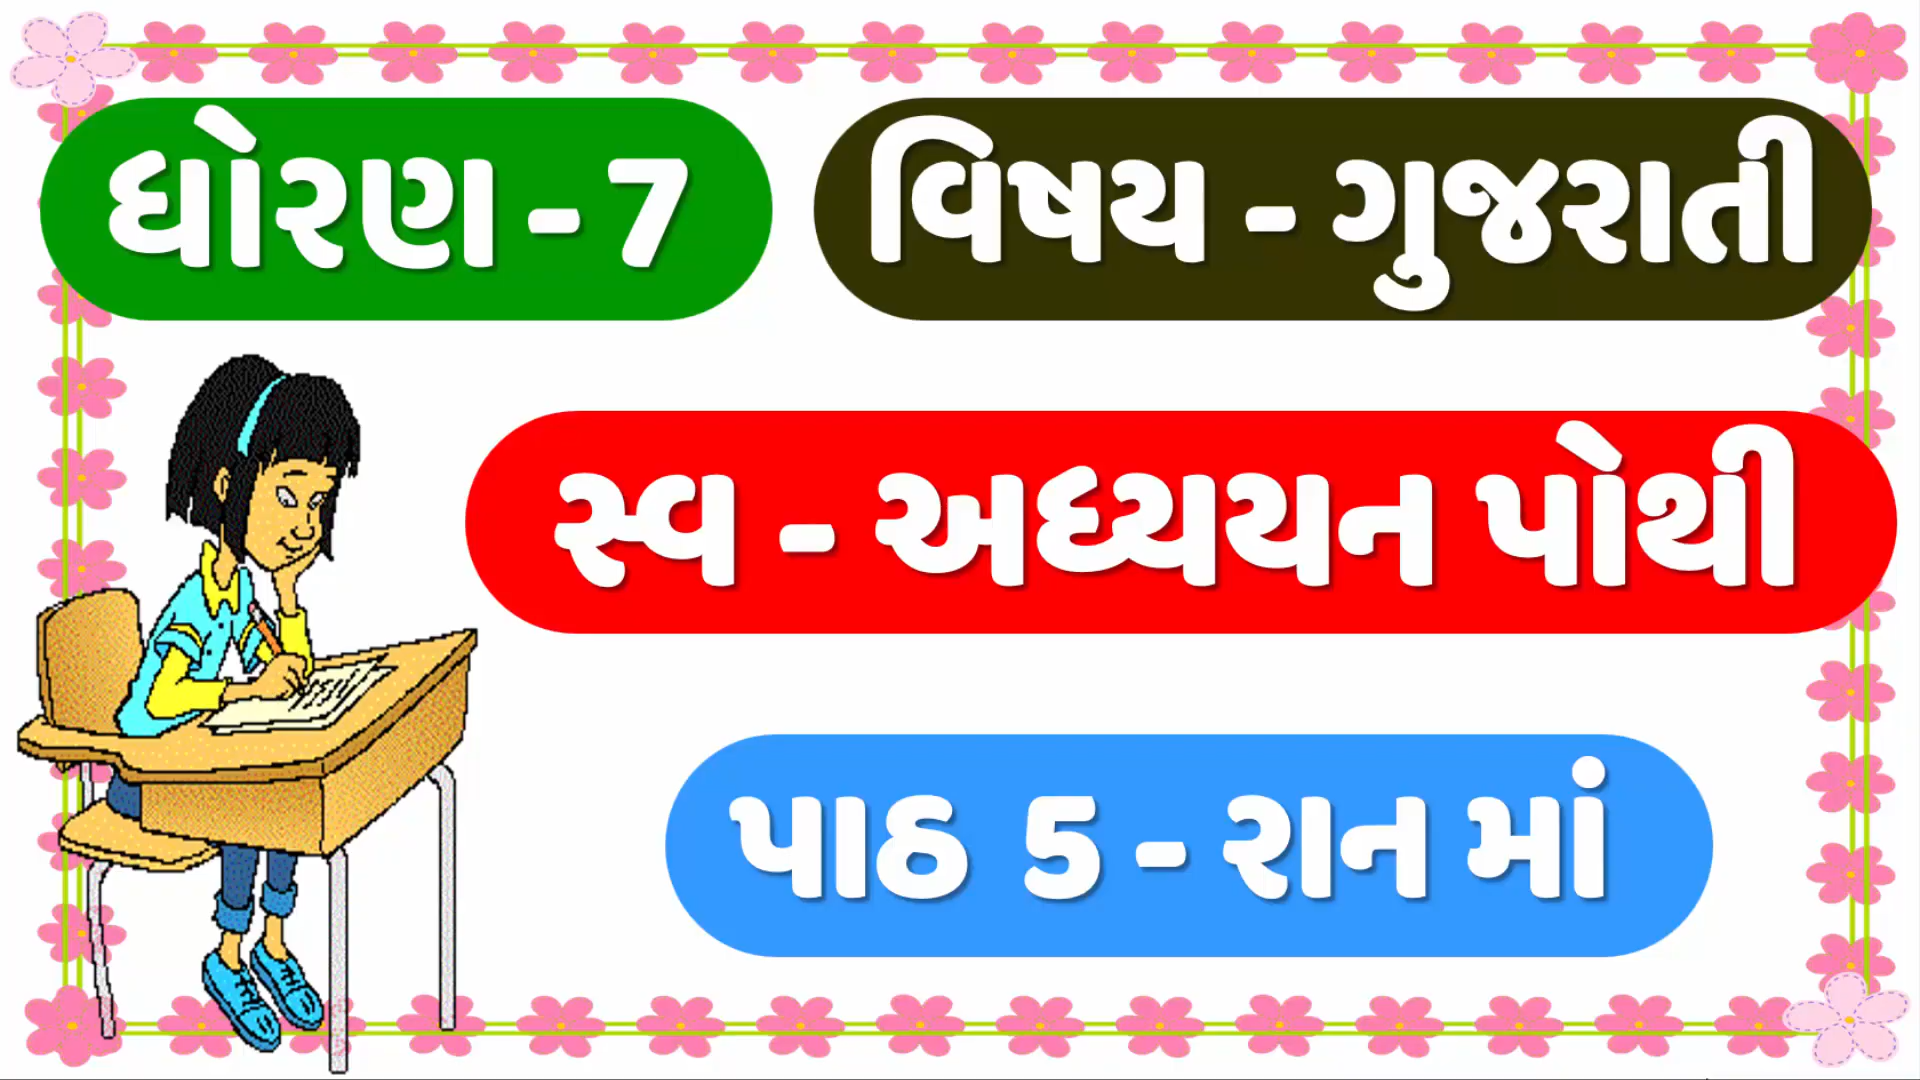 ધોરણ - 7
વિષય - ગુજરાતી
સ્વ - અધ્યયન પોથી
પાઠ 5 - રાન માં